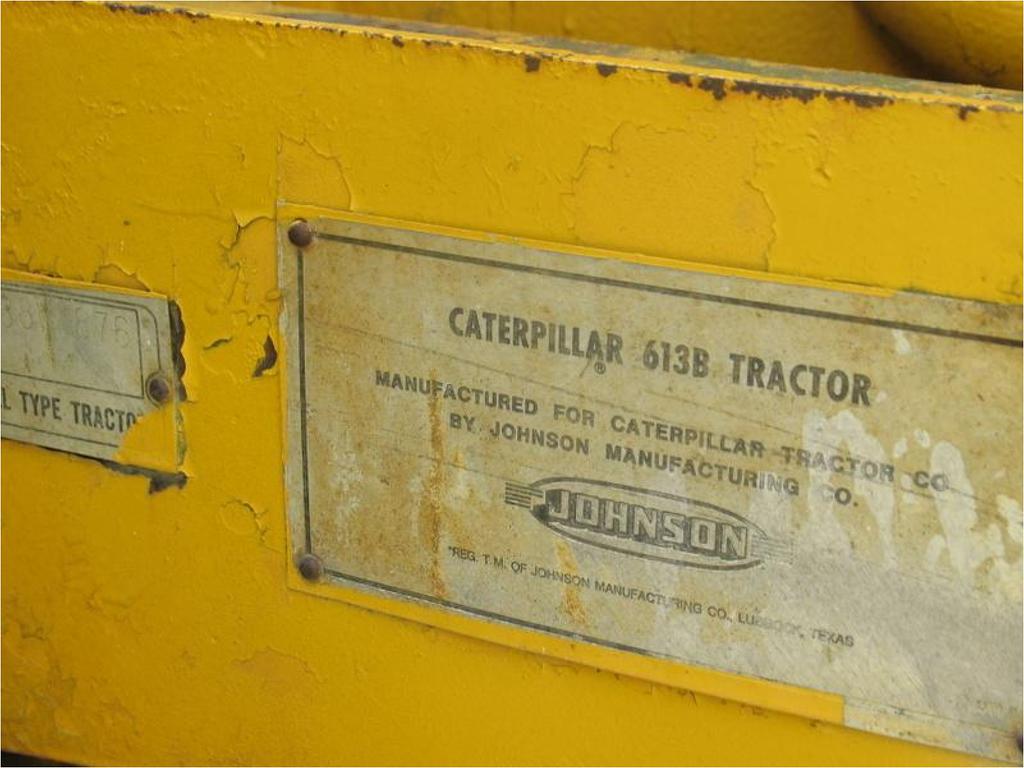 876
L TYPE TRACTO
CATERPILLAR 613B TRACTOR
®
MANUFACTURED FOR CATERPILLAR TRACTOR CO
BY JOHNSON MANUFACTURING CO.
JOHNSON
*REG. T.M. OF JOHNSON MANUFACTURING CO., LUBBOCK, TEXAS